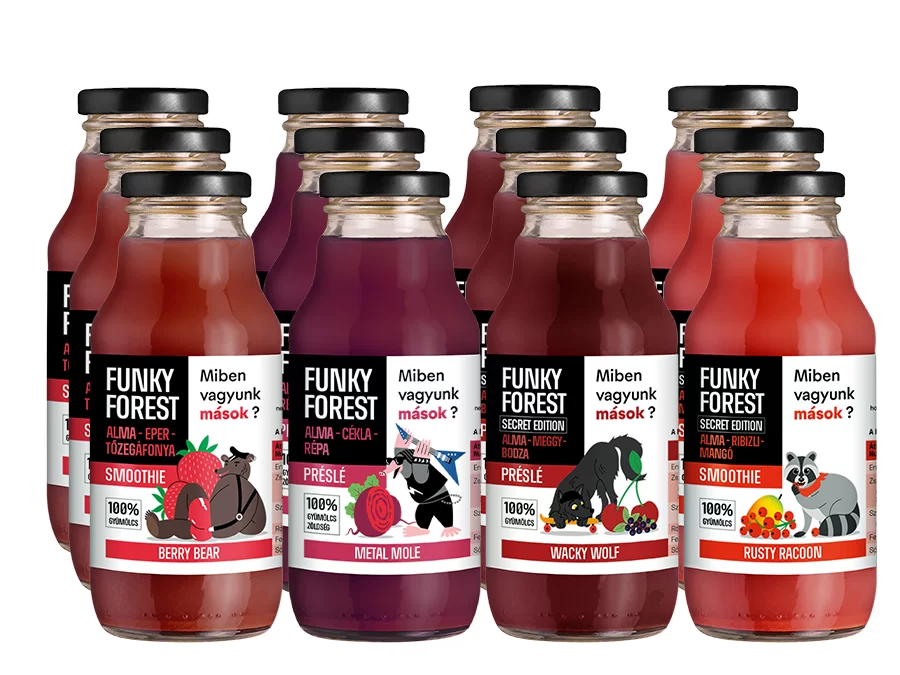 FUNKY
FOREST
ALMA - EPER -
TŐZEGÁFONYA
SMOOTHIE
100%
GYÜMÖLCS
BERRY BEAR
Miben
vagyunk
mások ?
FUNKY
FOREST
ALMA - CÉKLA -
RÉPA
PRÉSLÉ
100%
GYÜMÖLCS
ZÖLDSÉG
METAL MOLE
Miben
vagyunk
mások ?
FUNKY
FOREST
SECRET EDITION
ALMA - MEGGY -
BODZA
PRÉSLÉ
100%
GYÜMÖLCS
WACKY WOLF
Miben
vagyunk
mások ?
FUNKY
FOREST
SECRET EDITION
ALMA - RIBIZLI -
MANGÓ
SMOOTHIE
100%
GYÜMÖLCS
RUSTY RACOON
Miben
vagyunk
mások ?